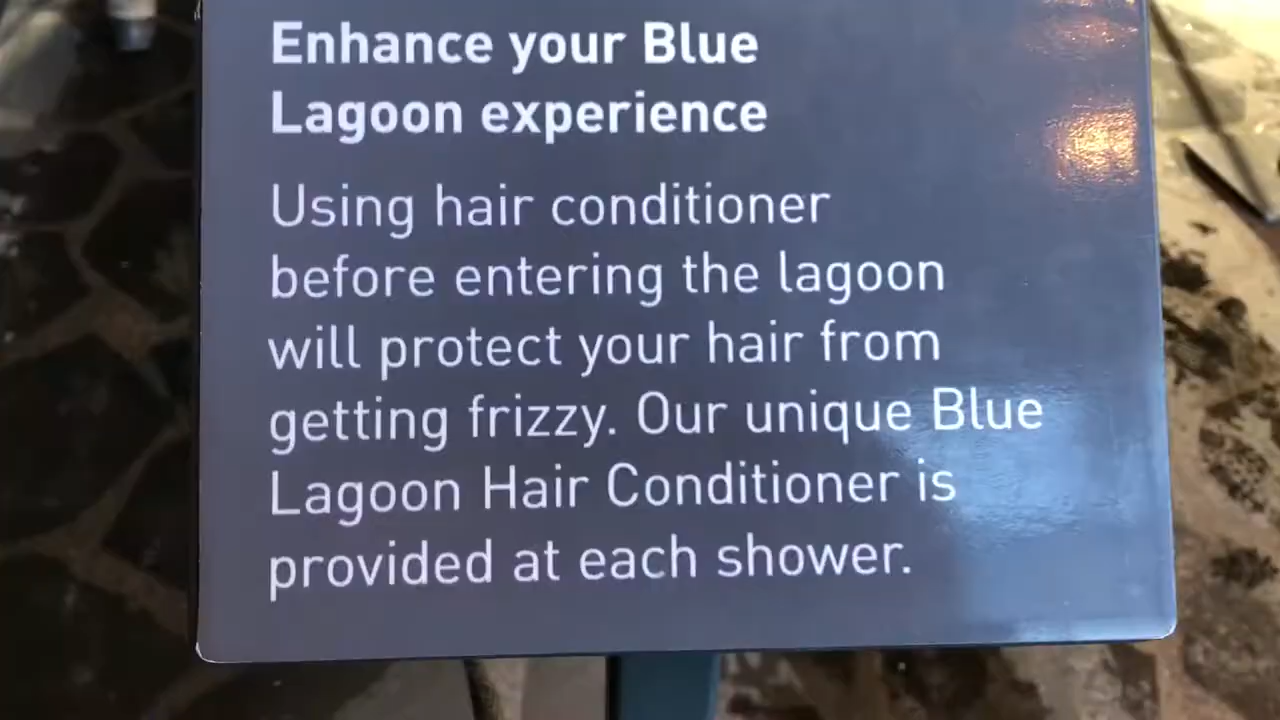 Enhance your Blue
Lagoon experience
Using hair conditioner
before entering the lagoon
will protect your hair from
getting frizzy. Our unique Blue
Lagoon Hair Conditioner is
provided at each shower.